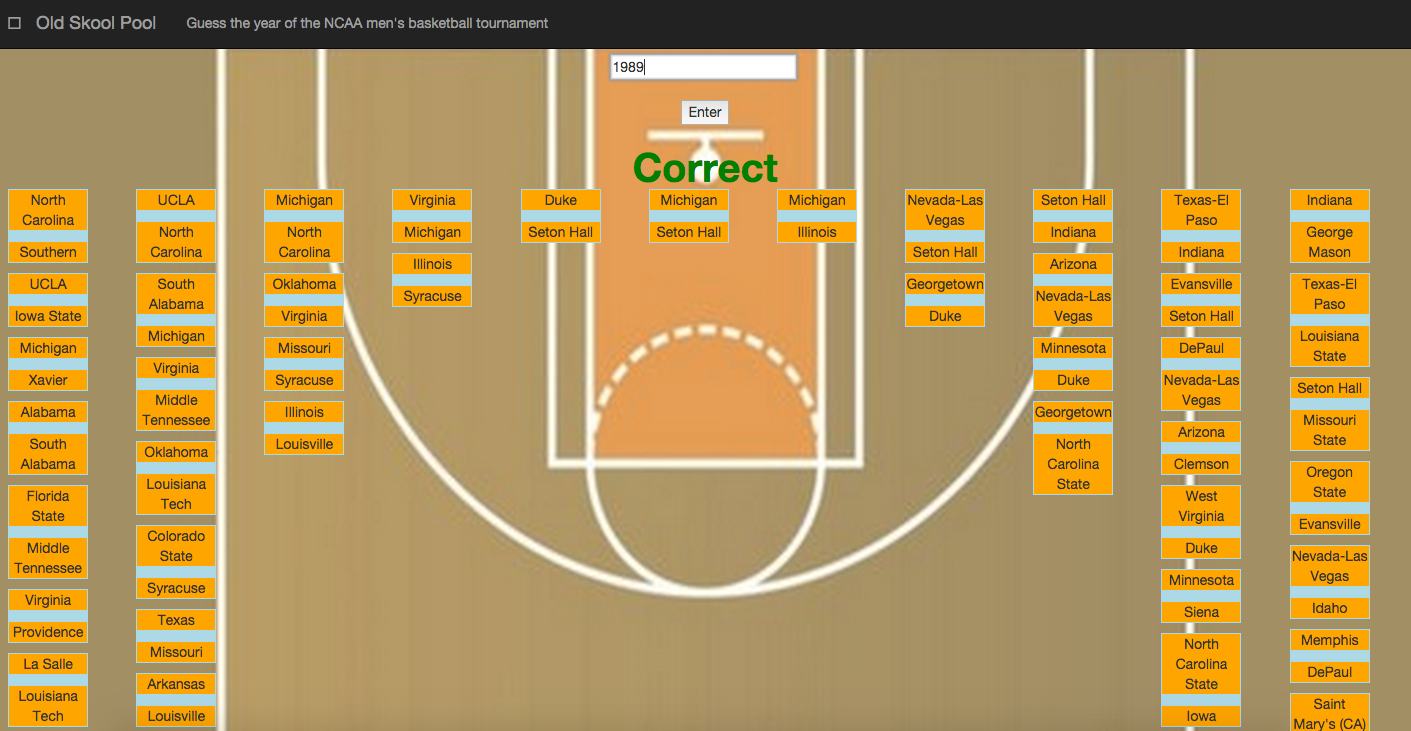 Old Skool Pool
Guess the year of the NCAA men's basketball tournament
1989
Enter
Correct
North
Carolina
Southern
UCLA
Iowa State
Michigan
Xavier
Alabama
South
Alabama
Florida
State
Middle
Tennessee
Virginia
Providence
La Salle
Louisiana
Tech
UCLA
North
Carolina
South
Alabama
Michigan
Virginia
Middle
Tennessee
Oklahoma
Louisiana
Tech
Colorado
State
Syracuse
Texas
Missouri
Arkansas
Louisville
Michigan
North
Carolina
Oklahoma
Virginia
Missouri
Syracuse
Illinois
Louisville
Virginia
Michigan
Illinois
Syracuse
Duke
Seton Hall
Michigan
Seton Hall
Michigan
Illinois
Nevada-Las
Vegas
Seton Hall
Georgetown
Duke
Seton Hall
Indiana
Arizona
Nevada-Las
Vegas
Minnesota
Duke
Georgetown
North
Carolina
State
Texas-El
Paso
Indiana
Evansville
Seton Hall
DePaul
Nevada-Las
Vegas
Arizona
Clemson
West
Virginia
Duke
Minnesota
Siena
North
Carolina
State
Iowa
Indiana
George
Mason
Texas-El
Paso
Louisiana
State
Seton Hall
Missouri
State
Oregon
State
Evansville
Nevada-Las
Vegas
Idaho
Memphis
DePaul
Saint
Mary's (CA)